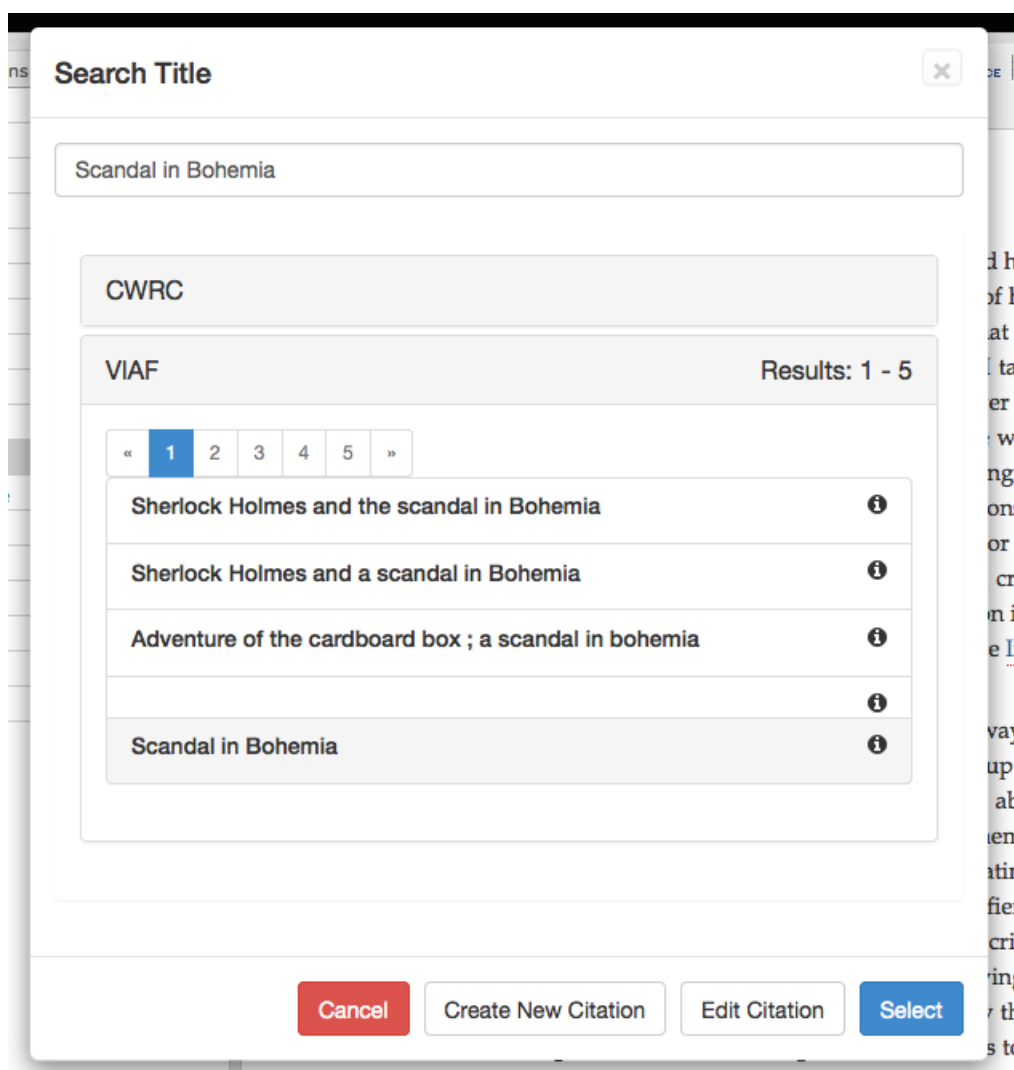 ns
Search Title
×
CE
Scandal in Bohemia
CWRC
VIAF Results: 1 - 5
« 1 2 3 4 5 »
Sherlock Holmes and the scandal in Bohemia
Sherlock Holmes and a scandal in Bohemia
Adventure of the cardboard box ; a scandal in bohemia
Scandal in Bohemia
Cancel Create New Citation Edit Citation Select